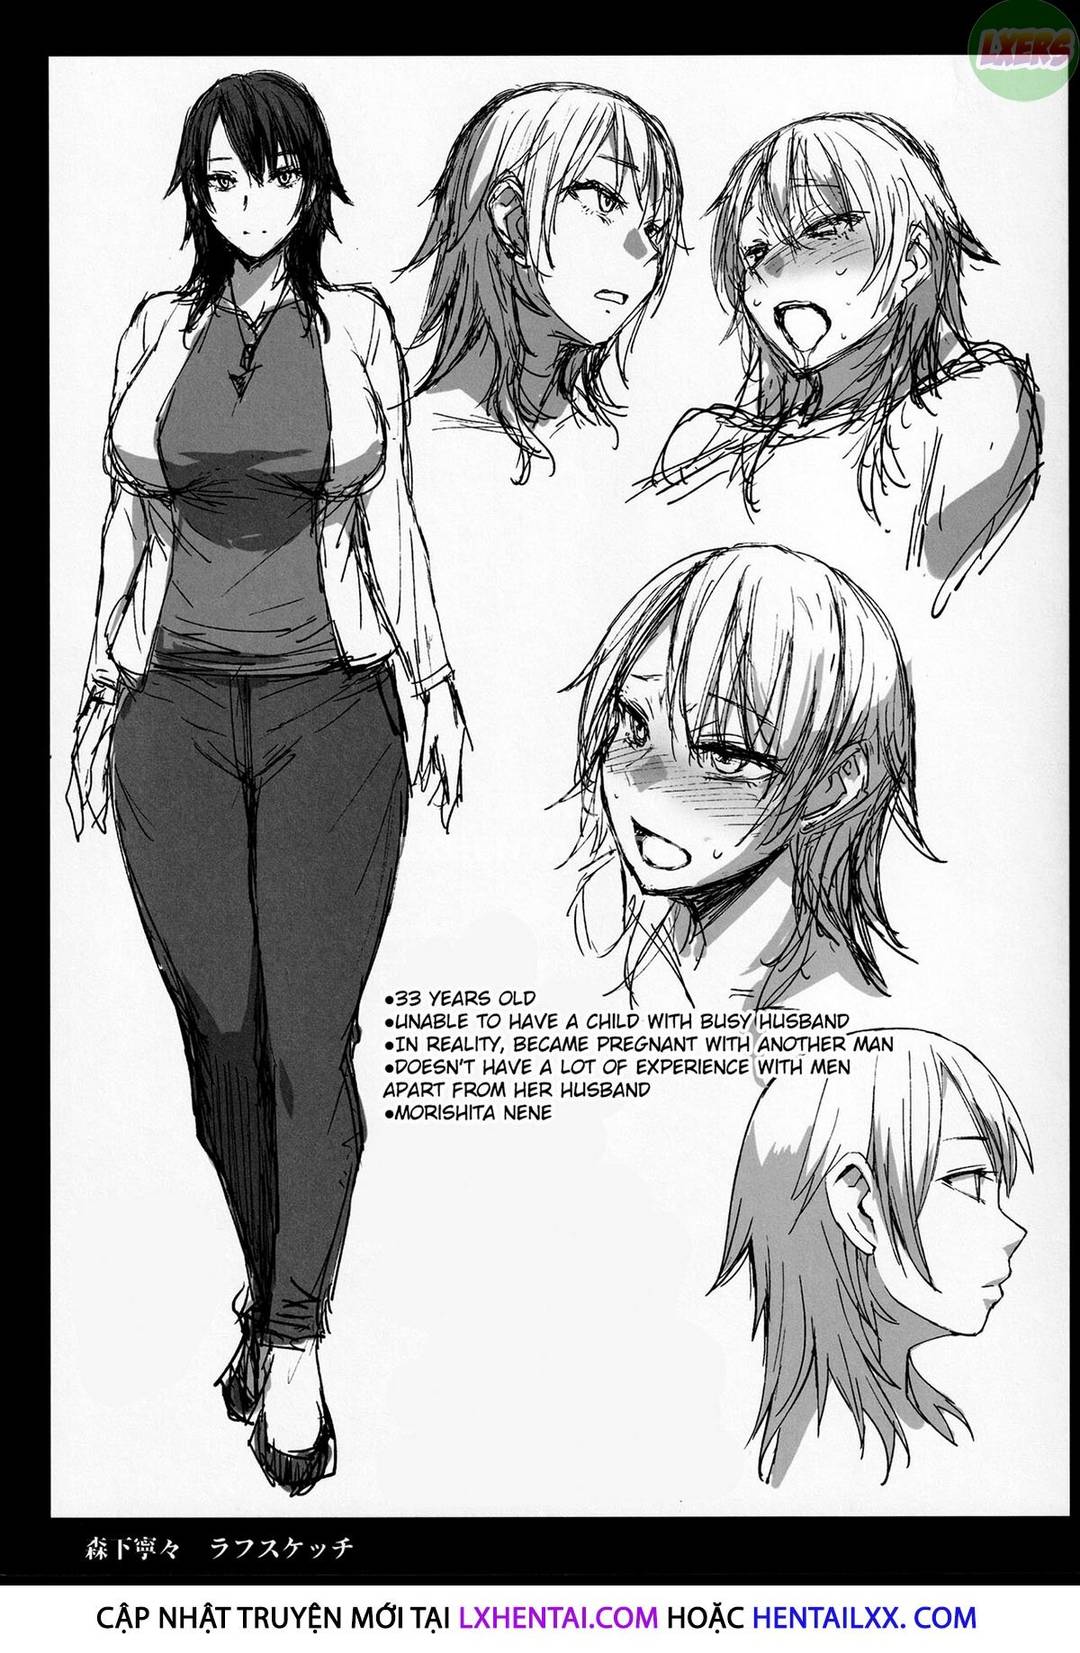 LXERS
●33 YEARS OLD
●UNABLE TO HAVE A CHILD WITH BUSY HUSBAND
●IN REALITY, BECAME PREGNANT WITH ANOTHER MAN
●DOESN'T HAVE A LOT OF EXPERIENCE WITH MEN
APART FROM HER HUSBAND
●MORISHITA NENE
森下寧々　ラフスケッチ
CẬP NHẬT TRUYỆN MỚI TẠI LXHENTAI.COM HOẶC HENTAILXX. COM